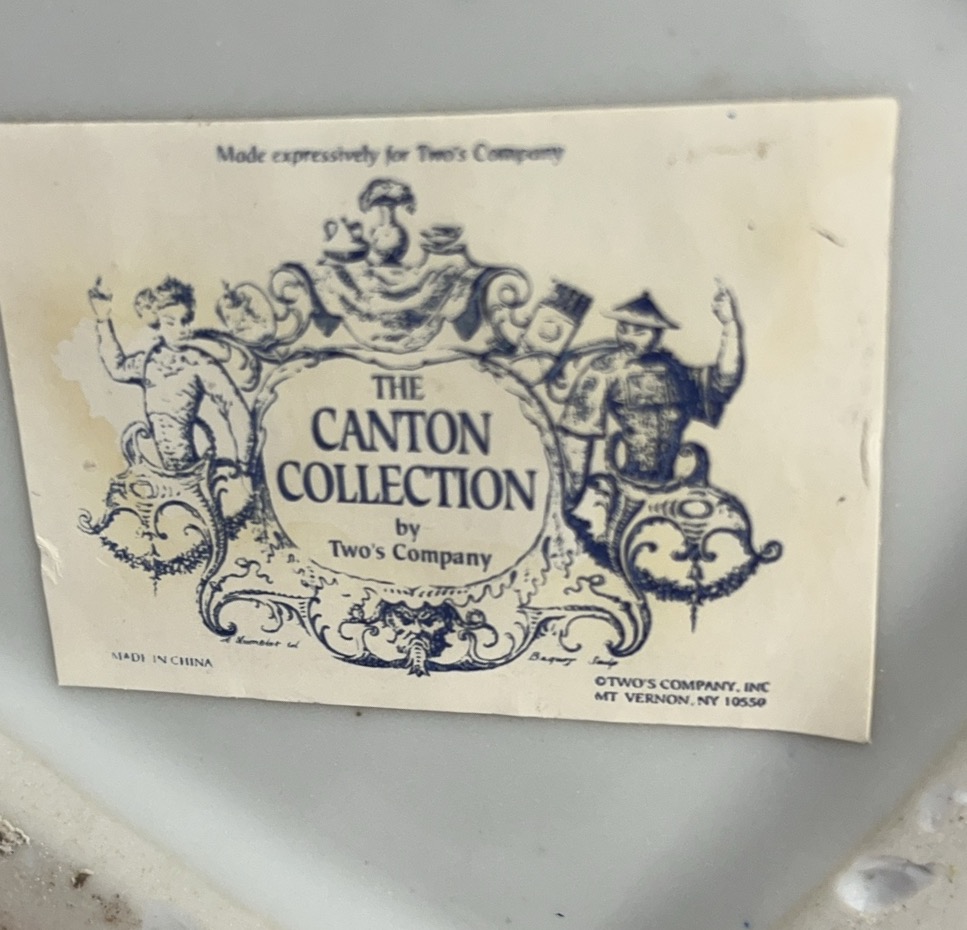 Made expressively for Two's Company
THE
CANTON
COLLECTION
by
Two's Company
MADE IN CHINA
©TWO'S COMPANY, INC
MT VERNON, NY 10550